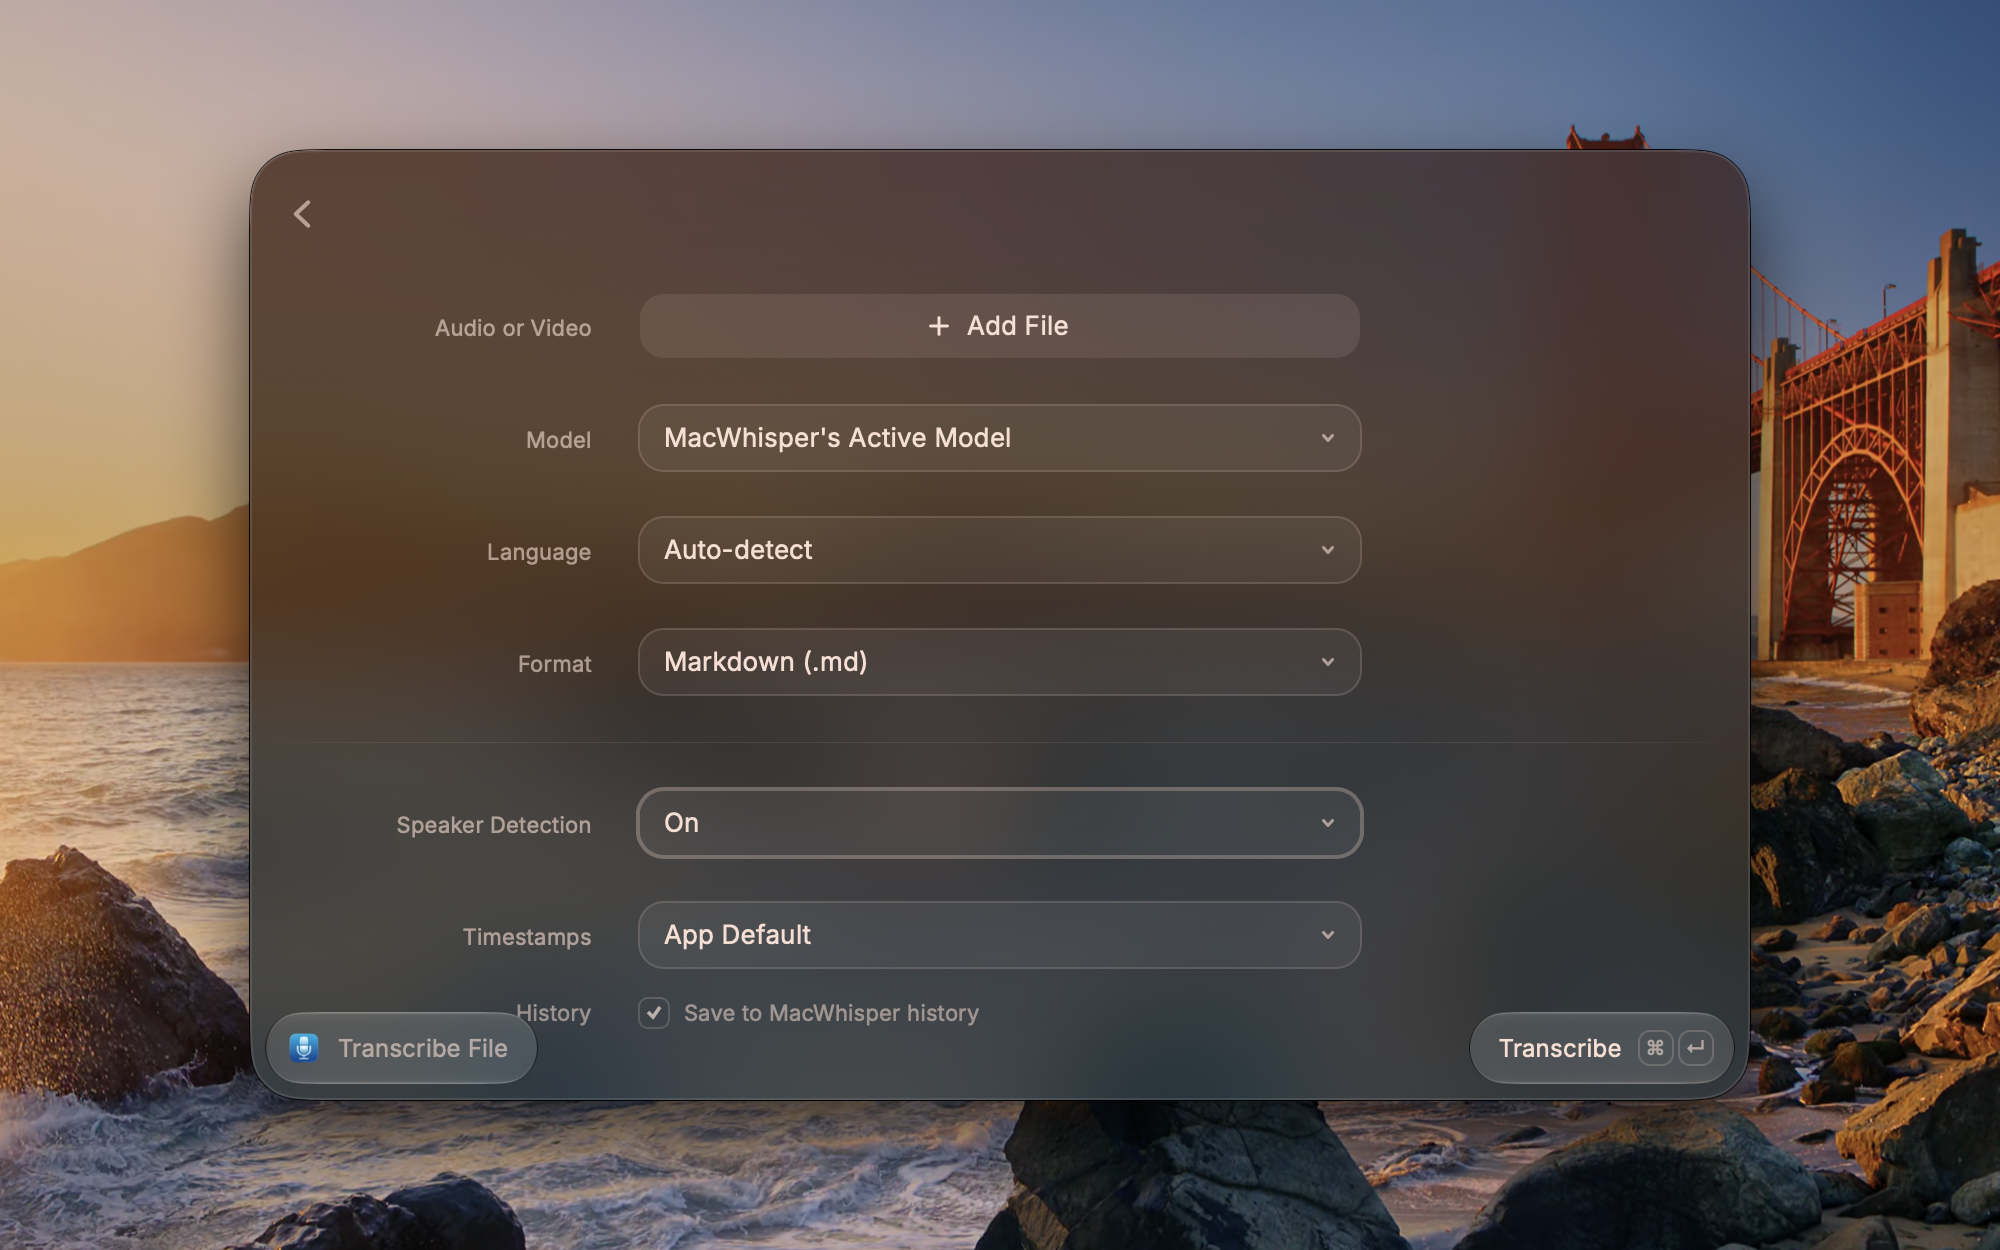 Audio or Video
+ Add File
Model
MacWhisper's Active Model
Language
Auto-detect
Format
Markdown (.md)
Speaker Detection
On
Timestamps
App Default
History
Save to MacWhisper history
Transcribe File
Transcribe ⌘ ↵